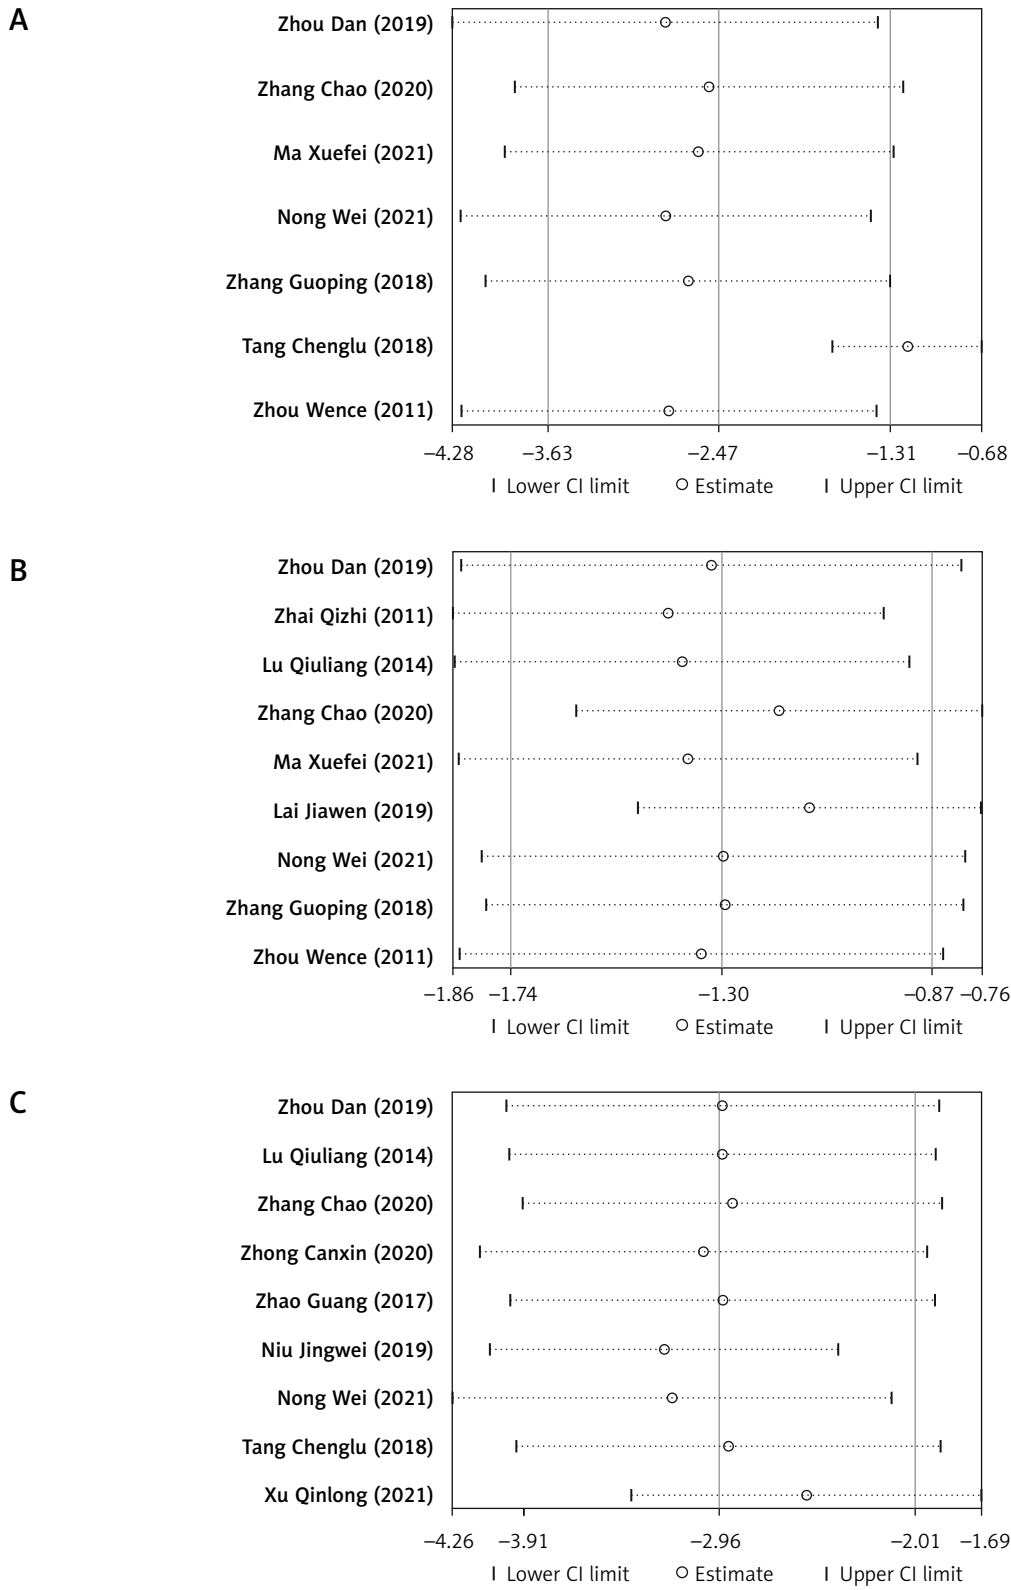 A
Zhou Dan (2019)
Zhang Chao (2020)
Ma Xuefei (2021)
Nong Wei (2021)
Zhang Guoping (2018)
Tang Chenglu (2018)
Zhou Wence (2011)
–4.28 –3.63 –2.47 –1.31 –0.68
Lower CI limit Estimate Upper CI limit
B
Zhou Dan (2019)
Zhai Qizhi (2011)
Lu Qiuliang (2014)
Zhang Chao (2020)
Ma Xuefei (2021)
Lai Jiawen (2019)
Nong Wei (2021)
Zhang Guoping (2018)
Zhou Wence (2011)
–1.86 –1.74 –1.30 –0.87 –0.76
Lower CI limit Estimate Upper CI limit
C
Zhou Dan (2019)
Lu Qiuliang (2014)
Zhang Chao (2020)
Zhong Canxin (2020)
Zhao Guang (2017)
Niu Jingwei (2019)
Nong Wei (2021)
Tang Chenglu (2018)
Xu Qinlong (2021)
–4.26 –3.91 –2.96 –2.01 –1.69
Lower CI limit Estimate Upper CI limit